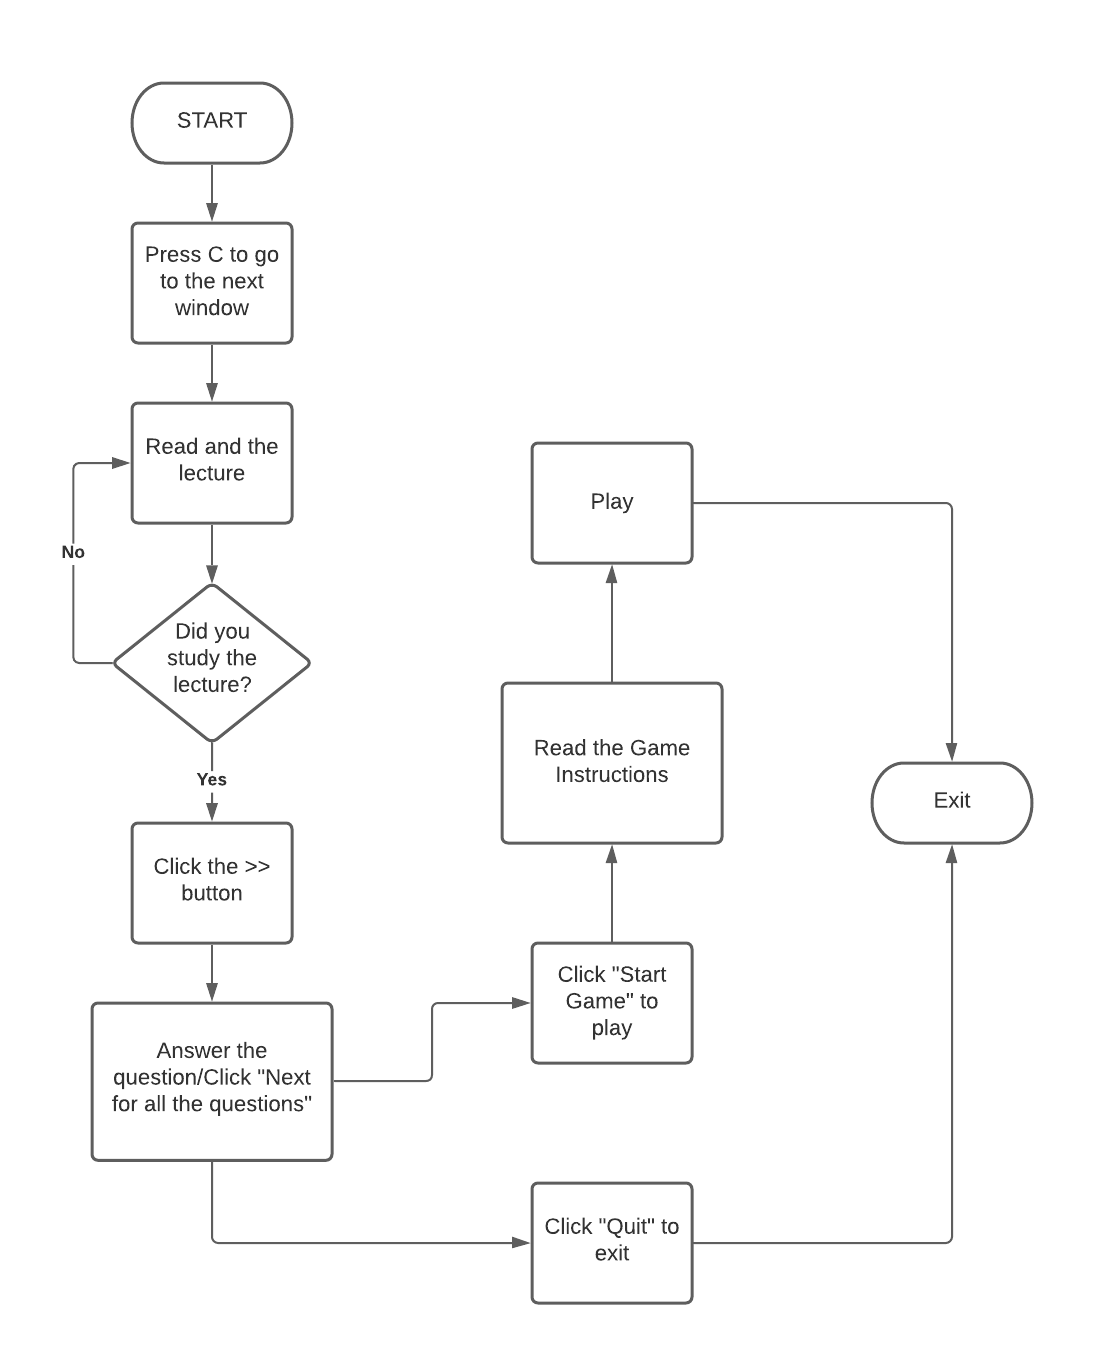 START
Press C to go
to the next
window
Read and the
lecture
No
Did you
study the
lecture?
Yes
Click the >>
button
Answer the
question/Click "Next
for all the questions"
Click "Start
Game" to
play
Read the Game
Instructions
Play
Click "Quit" to
exit
Exit